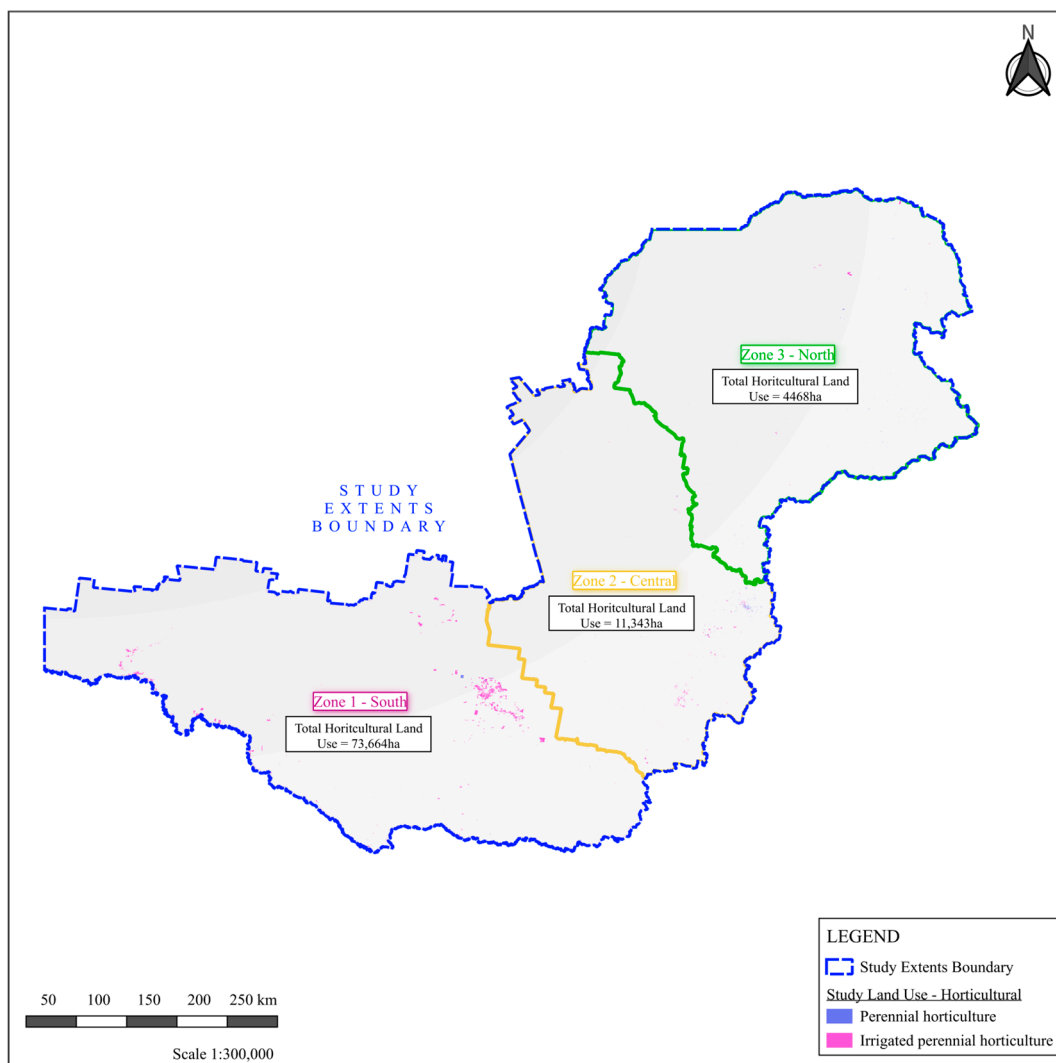 N
Zone 3 - North
Total Horitcultural Land
Use = 4468ha
STUDY
EXTENTS
BOUNDARY
Zone 2 - Central
Total Horitcultural Land
Use = 11,343ha
Zone 1 - South
Total Horitcultural Land
Use = 73,664ha
LEGEND
Study Extents Boundary
Study Land Use - Horticultural
Perennial horticulture
Irrigated perennial horticulture
50 100 150 200 250 km
Scale 1:300,000